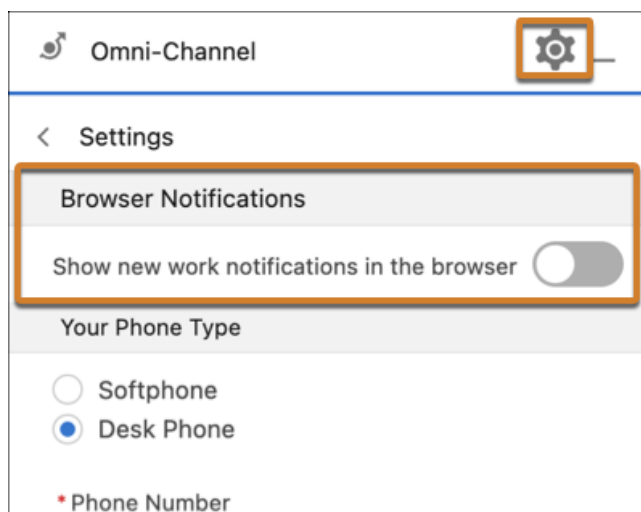 Omni-Channel
Settings
Browser Notifications
Show new work notifications in the browser
Your Phone Type
Softphone
Desk Phone
* Phone Number